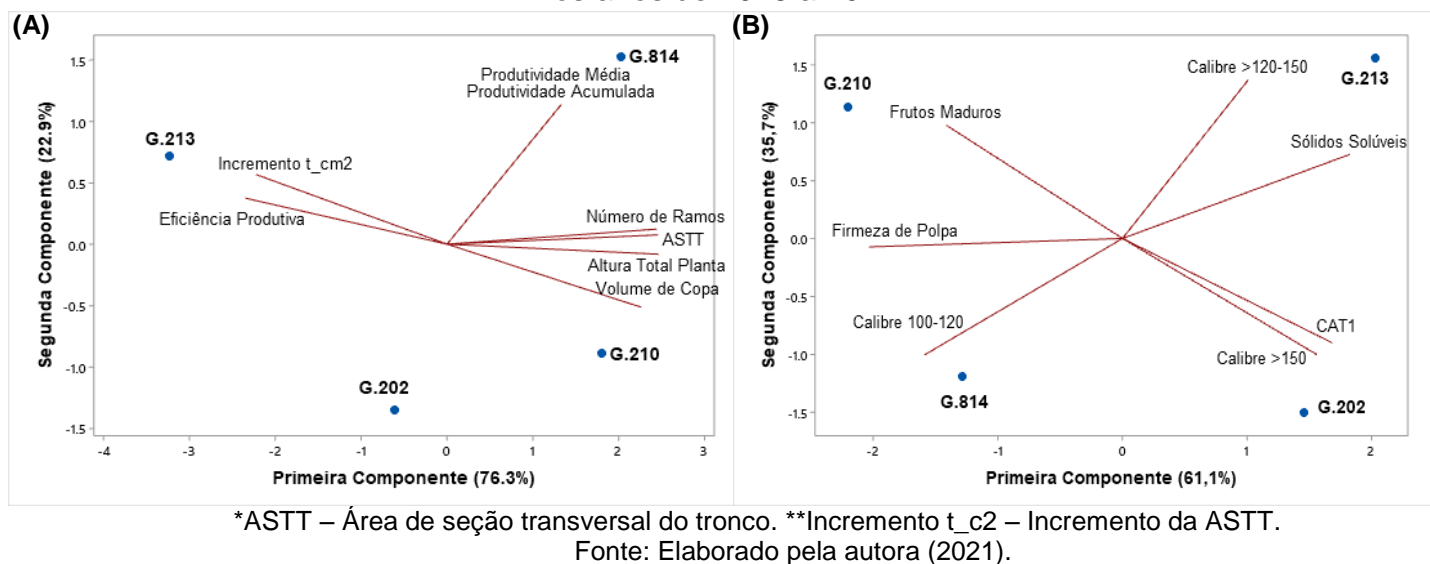 (A)
Segunda Componente (22.9%)
1.5
1.0
0.5
0.0
-0.5
-1.0
-1.5
G.814
Produtividade Média
Produtividade Acumulada
G.213
Incremento t_cm2
Eficiência Produtiva
Número de Ramos
ASTT
Altura Total Planta
Volume de Copa
G.210
G.202
-4 -3 -2 -1 0 1 2 3
Primeira Componente (76.3%)
(B)
Segunda Componente (35,7%)
1.5
1.0
0.5
0.0
-0.5
-1.0
-1.5
Calibre >120-150
G.213
G.210
Frutos Maduros
Sólidos Solúveis
Firmeza de Polpa
Calibre 100-120
CAT1
Calibre >150
G.814
G.202
-2 -1 0 1 2
Primeira Componente (61,1%)
*ASTT – Área de seção transversal do tronco. **Incremento t_c2 – Incremento da ASTT.
Fonte: Elaborado pela autora (2021).